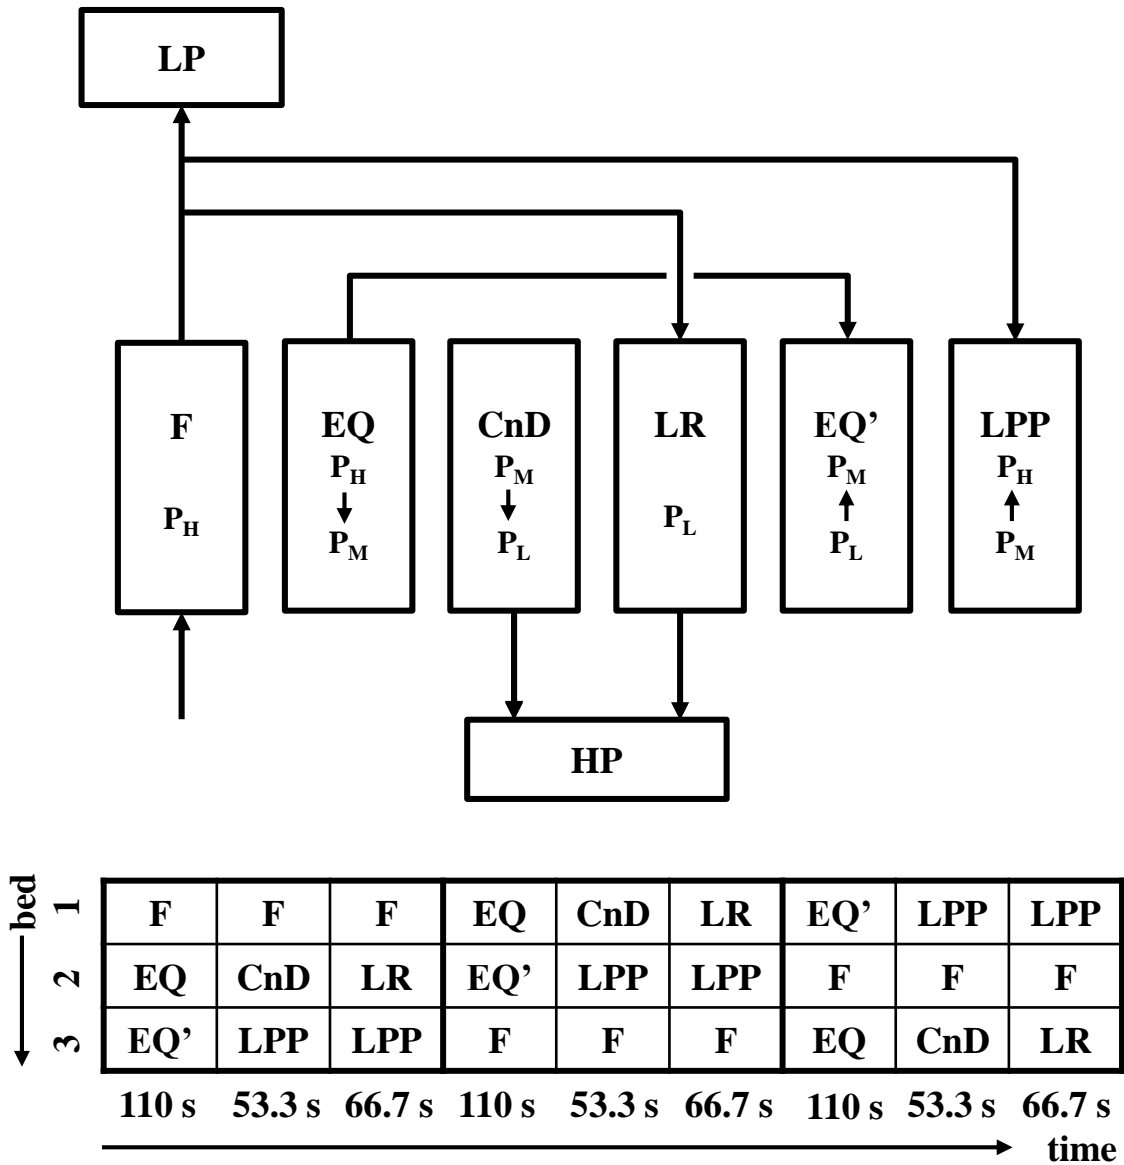 LP
F EQ CnD LR EQ’ LPP
P_H P_M P_M P_H
P_H P_L
P_M P_L P_L P_M
HP
bed
1 F F F EQ CnD LR EQ’ LPP LPP
2 EQ CnD LR EQ’ LPP LPP F F F
3 EQ’ LPP LPP F F F EQ CnD LR
110 s 53.3 s 66.7 s 110 s 53.3 s 66.7 s 110 s 53.3 s 66.7 s
time